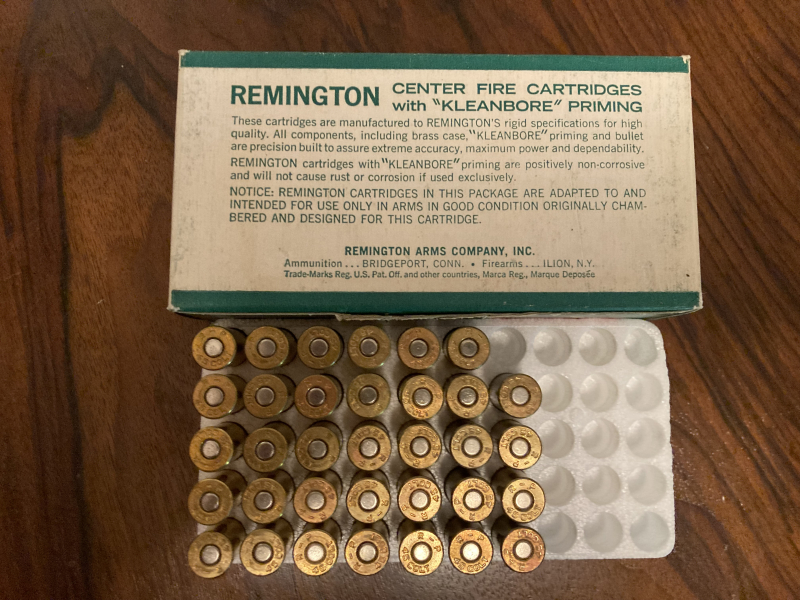 REMINGTON CENTER FIRE CARTRIDGES
with "KLEANBORE" PRIMING
These cartridges are manufactured to REMINGTON'S rigid specifications for high
quality. All components, including brass case, "KLEANBORE" priming and bullet
are precision built to assure extreme accuracy, maximum power and dependability.
REMINGTON cartridges with "KLEANBORE" priming are positively non-corrosive
and will not cause rust or corrosion if used exclusively.
NOTICE: REMINGTON CARTRIDGES IN THIS PACKAGE ARE ADAPTED TO AND
INTENDED FOR USE ONLY IN ARMS IN GOOD CONDITION ORIGINALLY CHAM-
BERED AND DESIGNED FOR THIS CARTRIDGE.
REMINGTON ARMS COMPANY, INC.
Ammunition . . . BRIDGEPORT, CONN. • Firearms . . . ILION, N.Y.
Trade-Marks Reg. U.S. Pat. Off. and other countries, Marca Reg., Marque Deposée
R - P
45 COLT